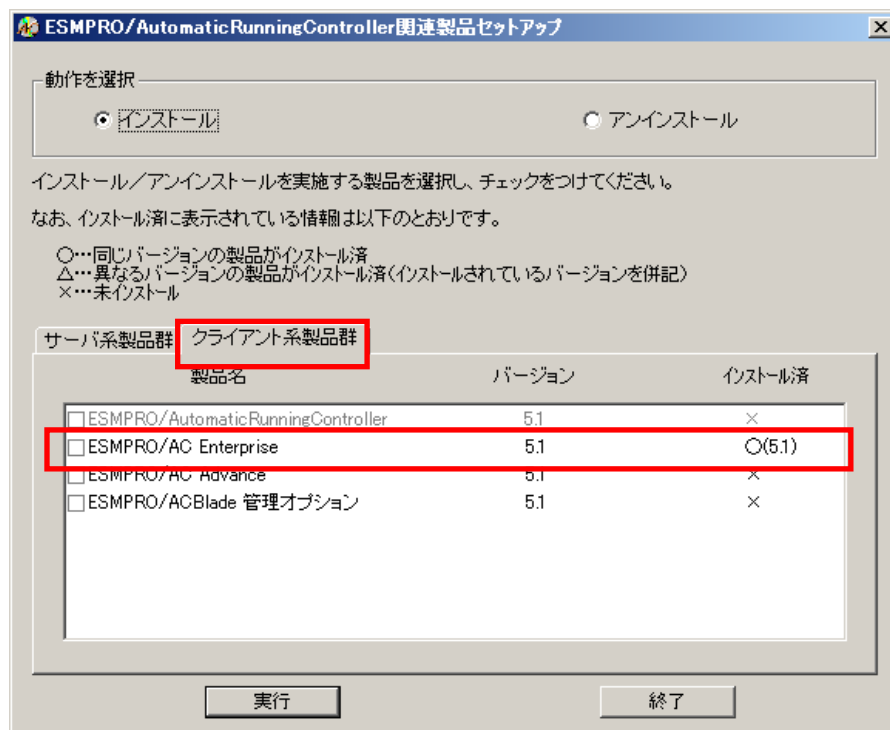 ESMPRO/AutomaticRunningController関連製品セットアップ
動作を選択
インストール アンインストール
インストール／アンインストールを実施する製品を選択し、チェックをつけてください。
なお、インストール済に表示されている情報は以下のとおりです。
○…同じバージョンの製品がインストール済
△…異なるバージョンの製品がインストール済(インストールされているバージョンを併記)
×…未インストール
サーバ系製品群 クライアント系製品群
製品名 バージョン インストール済
ESMPRO/AutomaticRunningController 5.1 ×
ESMPRO/AC Enterprise 5.1 ○(5.1)
ESMPRO/AC Advance 5.1 ×
ESMPRO/ACBlade 管理オプション 5.1 ×
実行 終了